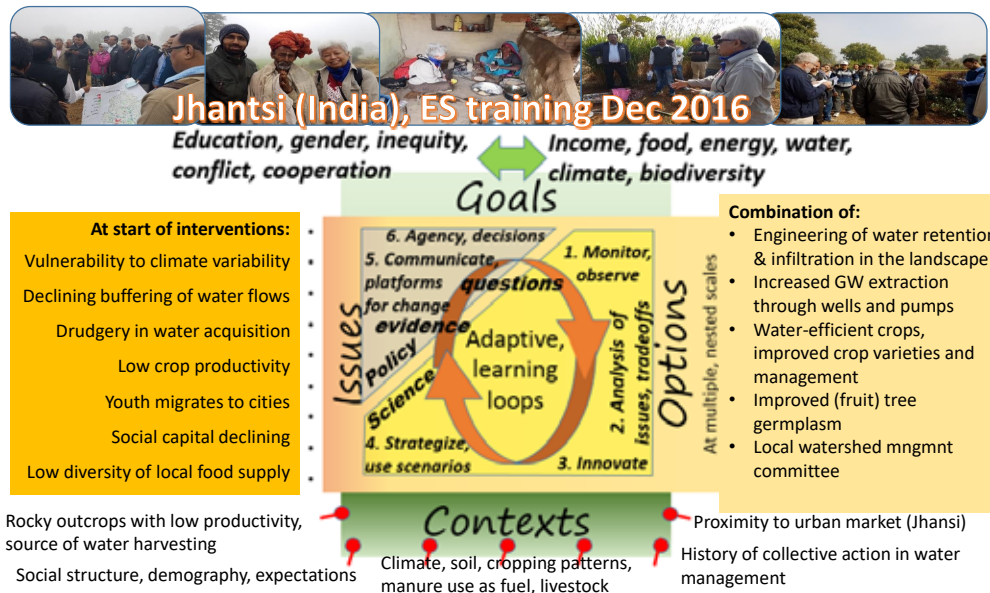 Jhantsi (India), ES training Dec 2016
Education, gender, inequity,
conflict, cooperation
Income, food, energy, water,
climate, biodiversity
Goals
At start of interventions:
Vulnerability to climate variability
Declining buffering of water flows
Drudgery in water acquisition
Low crop productivity
Youth migrates to cities
Social capital declining
Low diversity of local food supply
Issues
6. Agency, decisions
5. Communicate,
platforms
for change
questions
evidence
Policy
Science
1. Monitor,
observe
Adaptive,
learning
loops
2. Analysis of
issues, tradeoffs
3. Innovate
4. Strategize,
use scenarios
Options
At multiple, nested scales
Combination of:
• Engineering of water retention
& infiltration in the landscape
• Increased GW extraction
through wells and pumps
• Water-efficient crops,
improved crop varieties and
management
• Improved (fruit) tree
germplasm
• Local watershed mngmnt
committee
Contexts
Rocky outcrops with low productivity,
source of water harvesting
Social structure, demography, expectations
Climate, soil, cropping patterns,
manure use as fuel, livestock
Proximity to urban market (Jhansi)
History of collective action in water
management